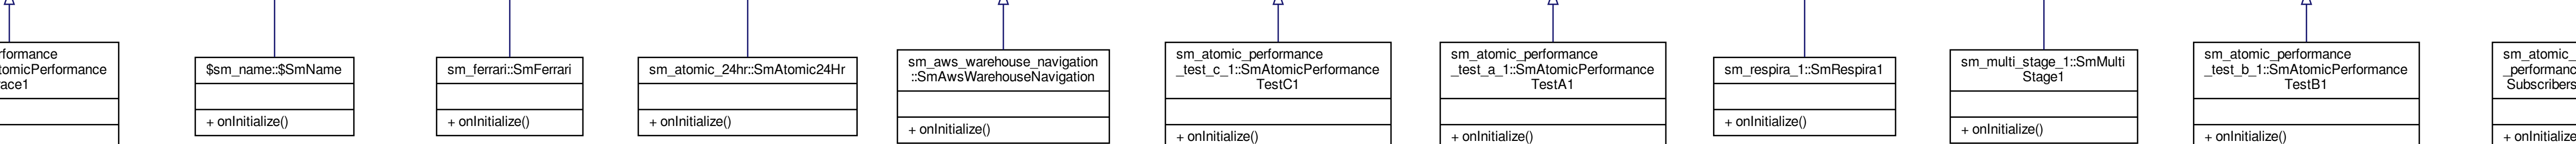 rformance
tomicPerformance
ace1
$sm_name::$SmName
+ onInitialize()
sm_ferrari::SmFerrari
+ onInitialize()
sm_atomic_24hr::SmAtomic24Hr
+ onInitialize()
sm_aws_warehouse_navigation
::SmAwsWarehouseNavigation
+ onInitialize()
sm_atomic_performance
_test_c_1::SmAtomicPerformance
TestC1
+ onInitialize()
sm_atomic_performance
_test_a_1::SmAtomicPerformance
TestA1
+ onInitialize()
sm_respira_1::SmRespira1
+ onInitialize()
sm_multi_stage_1::SmMulti
Stage1
+ onInitialize()
sm_atomic_performance
_test_b_1::SmAtomicPerformance
TestB1
+ onInitialize()
sm_atomic_
_performanc
Subscribers
+ onInitialize